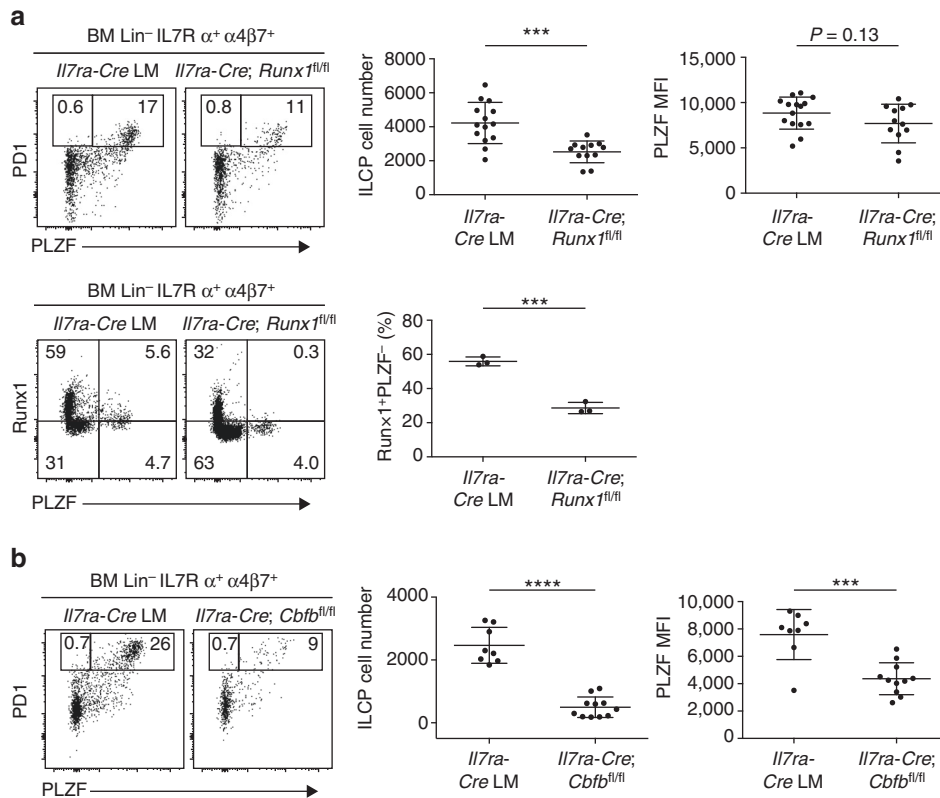 a
BM Lin⁻ IL7R α⁺ α4β7⁺
Il7ra-Cre LM
Il7ra-Cre; Runx1fl/fl
0.6
17
0.8
11
PD1
PLZF
***
ILCP cell number
8000
6000
4000
2000
0
Il7ra-
Cre LM
Il7ra-Cre;
Runx1fl/fl
P = 0.13
PLZF MFI
15,000
10,000
5,000
0
Il7ra-
Cre LM
Il7ra-Cre;
Runx1fl/fl
BM Lin⁻ IL7R α⁺ α4β7⁺
Il7ra-Cre LM
Il7ra-Cre; Runx1fl/fl
59
5.6
31
4.7
32
0.3
63
4.0
Runx1
PLZF
***
Runx1⁺PLZF⁻ (%)
80
60
40
20
0
Il7ra-
Cre LM
Il7ra-Cre;
Runx1fl/fl
b
BM Lin⁻ IL7R α⁺ α4β7⁺
Il7ra-Cre LM
Il7ra-Cre; Cbfbfl/fl
0.7
26
0.7
9
PD1
PLZF
****
ILCP cell number
4000
2000
0
Il7ra-
Cre LM
Il7ra-Cre;
Cbfbfl/fl
***
PLZF MFI
10,000
8,000
6,000
4,000
2,000
0
Il7ra-
Cre LM
Il7ra-Cre;
Cbfbfl/fl